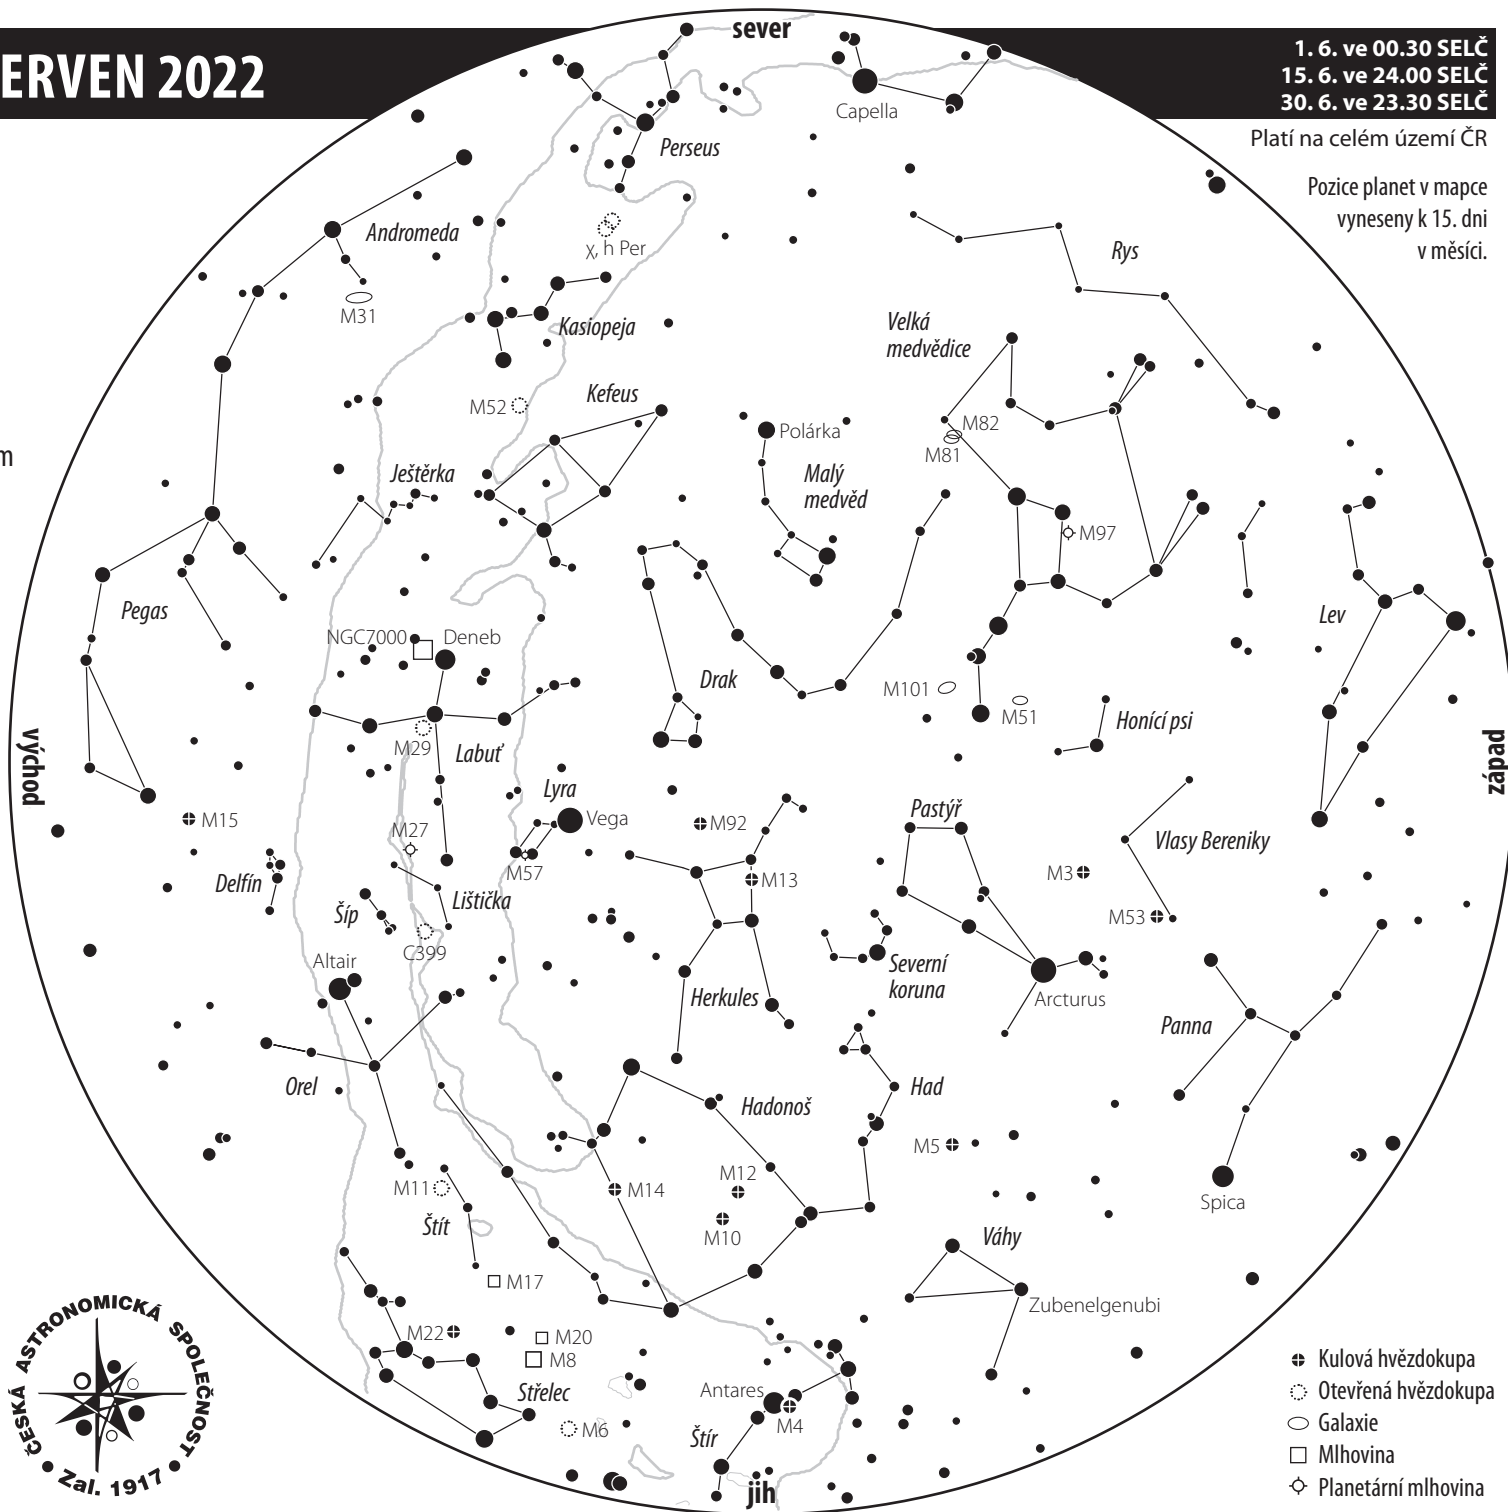 ERVEN 2022
1. 6. ve 00.30 SELČ
15. 6. ve 24.00 SELČ
30. 6. ve 23.30 SELČ
Platí na celém území ČR
Pozice planet v mapce
vyneseny k 15. dni
v měsíci.
m
sever
Capella
Perseus
Andromeda
χ, h Per
Rys
M31
Kasiopeja
Velká
medvědice
Kefeus
M52
M82
Polárka
M81
Ještěrka
Malý
medvěd
M97
Pegas
Lev
NGC7000
Deneb
Drak
M101
M51
Honící psi
M29
Labuť
východ
západ
Lyra
Vega
M92
Pastýř
M15
M27
Vlasy Bereniky
M57
M13
M3
Delfín
Lištička
Šíp
M53
C399
Altair
Severní
koruna
Herkules
Arcturus
Panna
Orel
Hadonoš
Had
M5
M12
M11
M14
Spica
Štít
M10
Váhy
M17
Zubenelgenubi
M22
M20
M8
Střelec
Antares
M6
M4
Štír
jih
ČESKÁ ASTRONOMICKÁ SPOLEČNOST
Zal. 1917
Kulová hvězdokupa
Otevřená hvězdokupa
Galaxie
Mlhovina
Planetární mlhovina